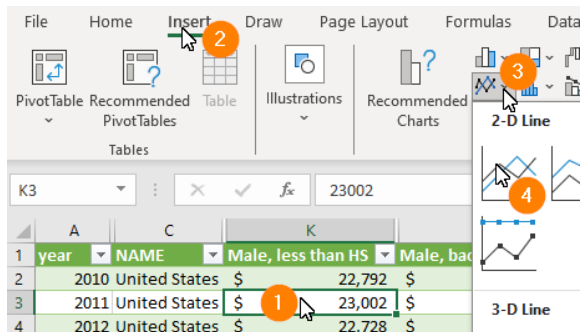 File Home Insert Draw Page Layout Formulas Data
2
3
PivotTable Recommended PivotTables Table Illustrations Recommended Charts
Tables
2-D Line
4
K3 fx 23002
A C K
1 year NAME Male, less than HS Male, bac
2 2010 United States $ 22,792 $
3 2011 United States $ 1 23,002 $
4 2012 United States $ 22.728 $
3-D Line